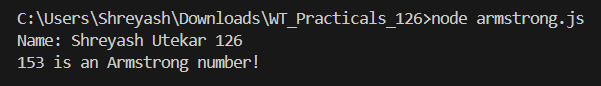 C:\Users\Shreyash\Downloads\WT_Practicals_126>node armstrong.js
Name: Shreyash Utekar 126
153 is an Armstrong number!